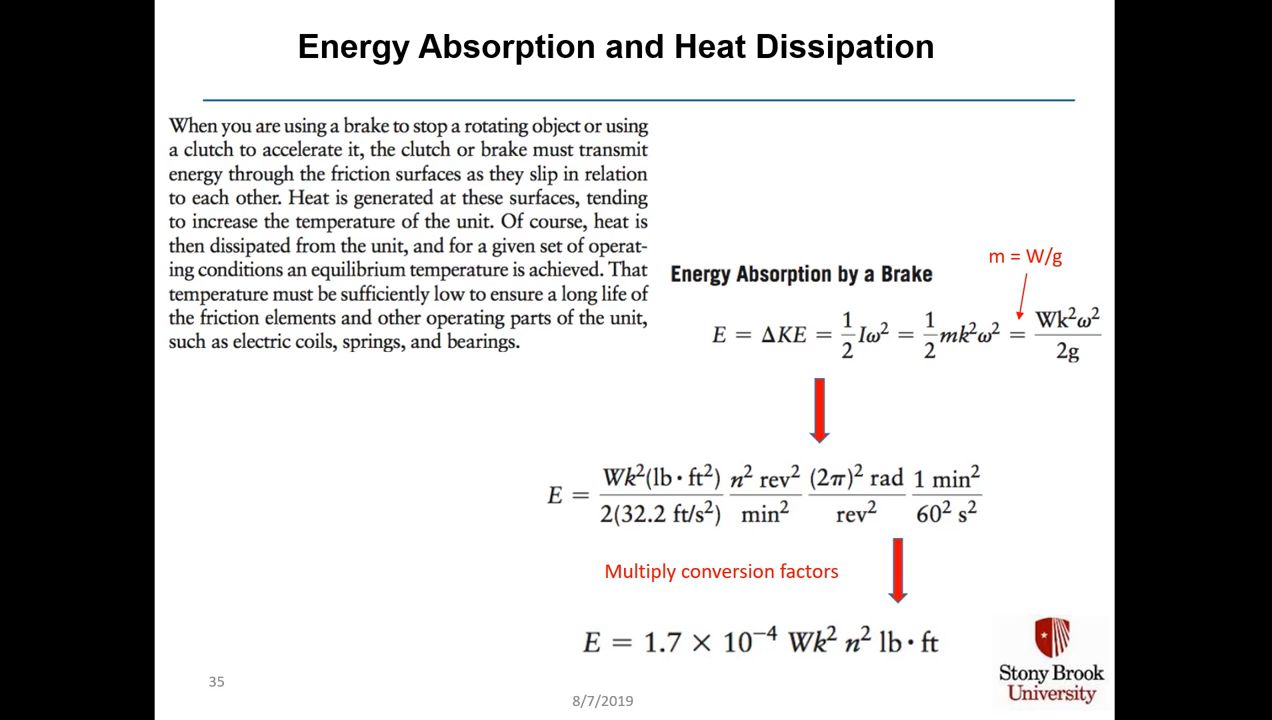 Energy Absorption and Heat Dissipation
When you are using a brake to stop a rotating object or using
a clutch to accelerate it, the clutch or brake must transmit
energy through the friction surfaces as they slip in relation
to each other. Heat is generated at these surfaces, tending
to increase the temperature of the unit. Of course, heat is
then dissipated from the unit, and for a given set of operat-
ing conditions an equilibrium temperature is achieved. That
temperature must be sufficiently low to ensure a long life of
the friction elements and other operating parts of the unit,
such as electric coils, springs, and bearings.
m = W/g
Energy Absorption by a Brake
E = ΔKE = 1/2 Iω² = 1/2 mk²ω² = Wk²ω²/2g
E = Wk²(lb · ft²)/2(32.2 ft/s²) n² rev²/min² (2π)² rad/rev² 1 min²/60² s²
Multiply conversion factors
E = 1.7 × 10⁻⁴ Wk² n² lb · ft
Stony Brook
University
35
8/7/2019